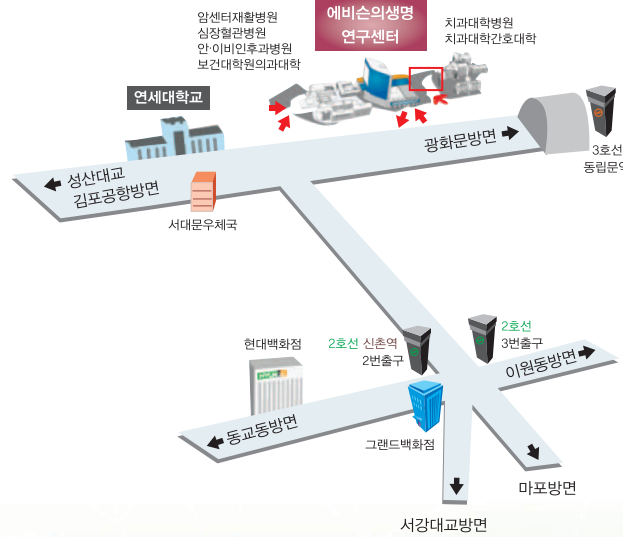 암센터재활병원
심장혈관병원
안·이비인후과병원
보건대학원의과대학
에비슨의생명
연구센터
치과대학병원
치과대학간호대학
연세대학교
광화문방면
3호선
동립문역
성산대교
김포공항방면
서대문우체국
현대백화점
2호선 신촌역
2번출구
2호선
3번출구
이원동방면
동교동방면
그랜드백화점
마포방면
서강대교방면